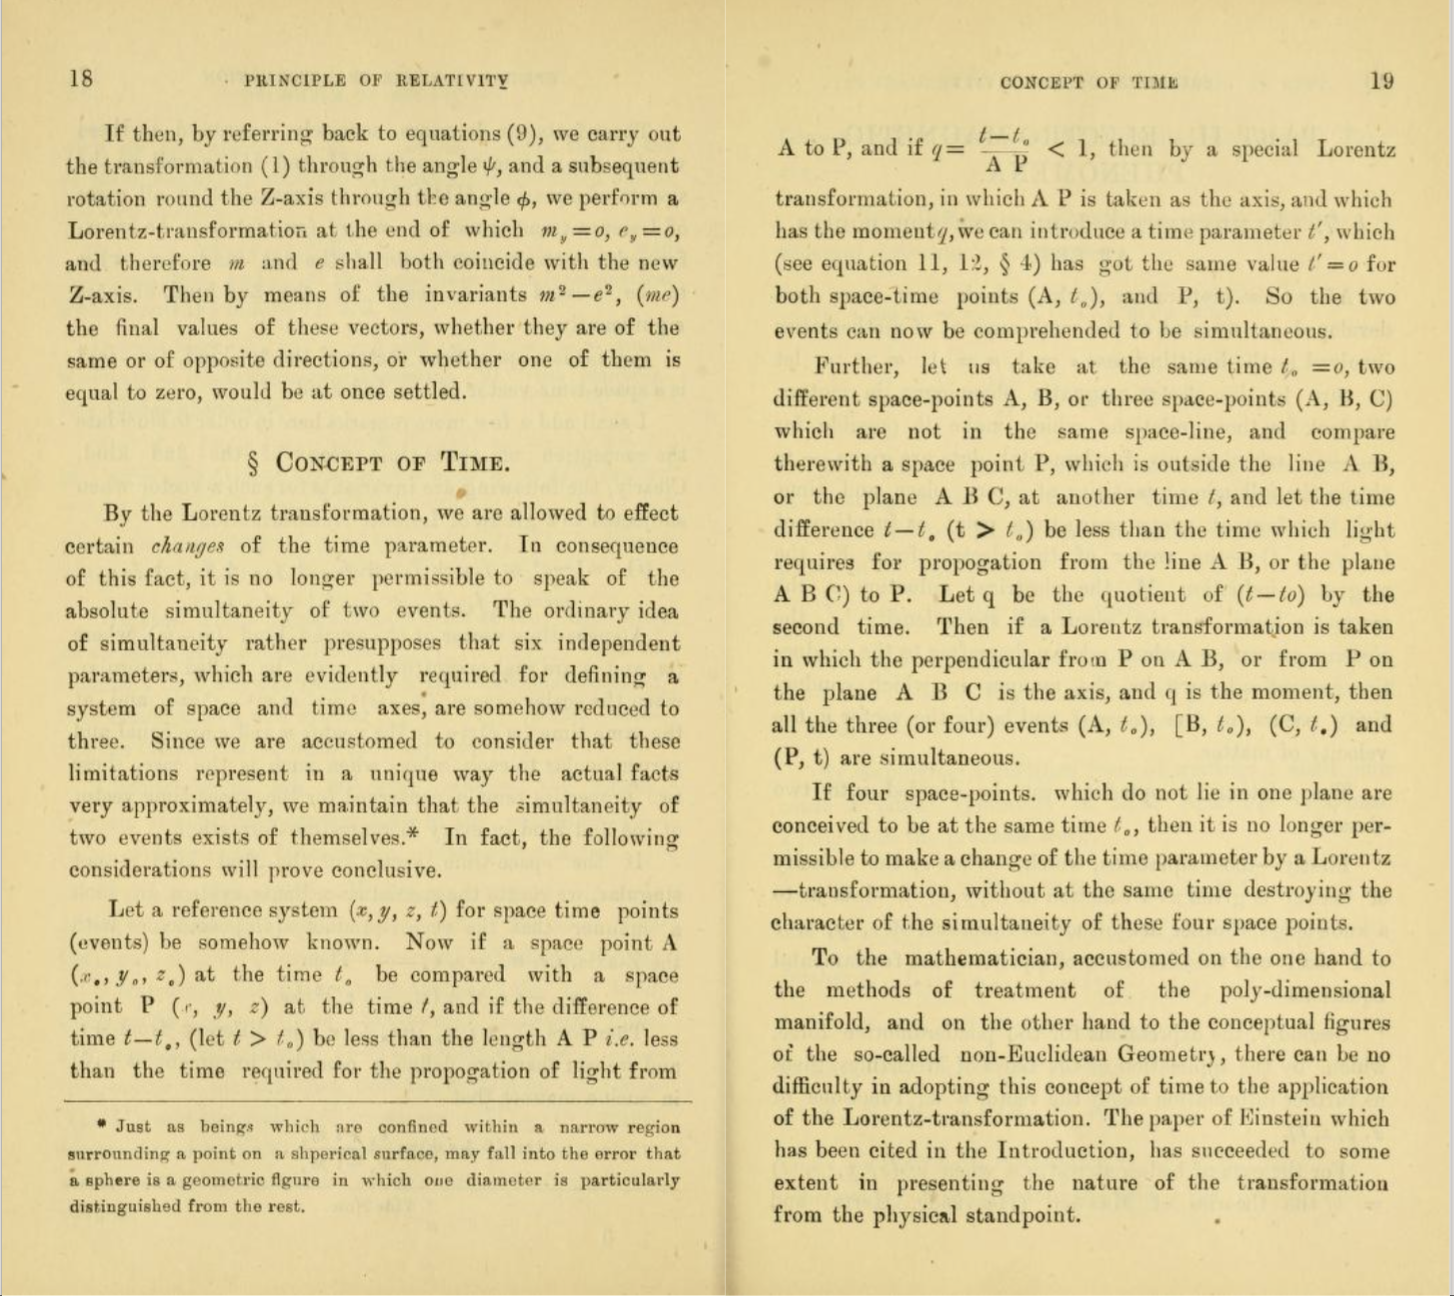 18 PRINCIPLE OF RELATIVITY
If then, by referring back to equations (9), we carry out
the transformation (1) through the angle ψ, and a subsequent
rotation round the Z-axis through the angle φ, we perform a
Lorentz-transformation at the end of which m_y=o, e_y=o,
and therefore m and e shall both coincide with the new
Z-axis. Then by means of the invariants m²—e², (me)
the final values of these vectors, whether they are of the
same or of opposite directions, or whether one of them is
equal to zero, would be at once settled.
§ CONCEPT OF TIME.
By the Lorentz transformation, we are allowed to effect
certain changes of the time parameter. In consequence
of this fact, it is no longer permissible to speak of the
absolute simultaneity of two events. The ordinary idea
of simultaneity rather presupposes that six independent
parameters, which are evidently required for defining a
system of space and time axes, are somehow reduced to
three. Since we are accustomed to consider that these
limitations represent in a unique way the actual facts
very approximately, we maintain that the simultaneity of
two events exists of themselves.* In fact, the following
considerations will prove conclusive.
Let a reference system (x, y, z, t) for space time points
(events) be somehow known. Now if a space point A
(x₀, y₀, z₀) at the time t₀ be compared with a space
point P (x, y, z) at the time t, and if the difference of
time t—t₀, (let t > t₀) be less than the length A P i.e. less
than the time required for the propogation of light from
* Just as beings which are confined within a narrow region
surrounding a point on a shperical surface, may fall into the error that
a sphere is a geometric figure in which one diameter is particularly
distinguished from the rest.
CONCEPT OF TIME 19
A to P, and if q= t—t₀ / A P < 1, then by a special Lorentz
transformation, in which A P is taken as the axis, and which
has the moment q, we can introduce a time parameter t′, which
(see equation 11, 12, § 4) has got the same value t′=o for
both space-time points (A, t₀), and P, t). So the two
events can now be comprehended to be simultaneous.
Further, let us take at the same time t₀ =o, two
different space-points A, B, or three space-points (A, B, C)
which are not in the same space-line, and compare
therewith a space point P, which is outside the line A B,
or the plane A B C, at another time t, and let the time
difference t—t₀ (t > t₀) be less than the time which light
requires for propogation from the line A B, or the plane
A B C) to P. Let q be the quotient of (t—to) by the
second time. Then if a Lorentz transformation is taken
in which the perpendicular from P on A B, or from P on
the plane A B C is the axis, and q is the moment, then
all the three (or four) events (A, t₀), [B, t₀), (C, t₀) and
(P, t) are simultaneous.
If four space-points. which do not lie in one plane are
conceived to be at the same time t₀, then it is no longer per-
missible to make a change of the time parameter by a Lorentz
—transformation, without at the same time destroying the
character of the simultaneity of these four space points.
To the mathematician, accustomed on the one hand to
the methods of treatment of the poly-dimensional
manifold, and on the other hand to the conceptual figures
of the so-called non-Euclidean Geometry, there can be no
difficulty in adopting this concept of time to the application
of the Lorentz-transformation. The paper of Einstein which
has been cited in the Introduction, has succeeded to some
extent in presenting the nature of the transformation
from the physical standpoint.